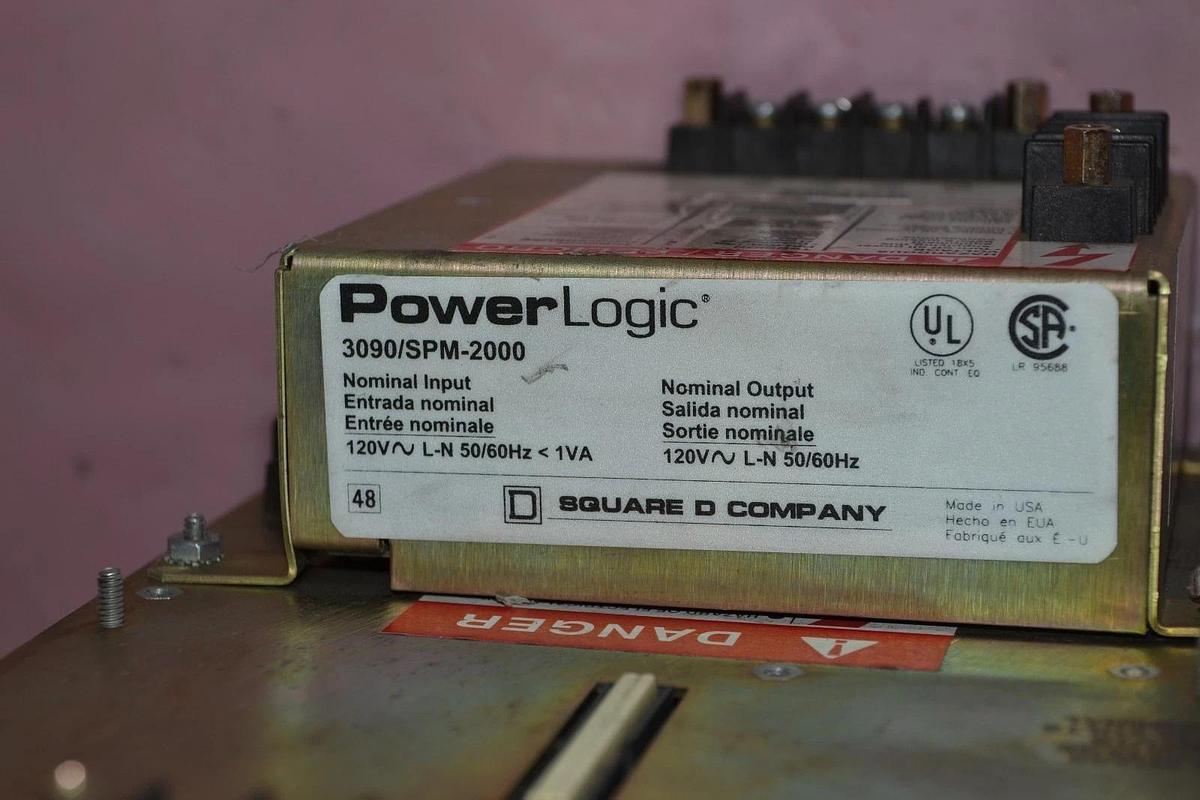 DANGER
PowerLogic®
3090/SPM-2000
Nominal Input
Entrada nominal
Entrée nominale
120V～ L-N 50/60Hz < 1VA
Nominal Output
Salida nominal
Sortie nominale
120V～ L-N 50/60Hz
UL
LISTED 18X5
IND. CONT. EQ
SA
LR 95688
48
D SQUARE D COMPANY
Made in USA
Hecho en EUA
Fabriqué aux É-U
DANGER